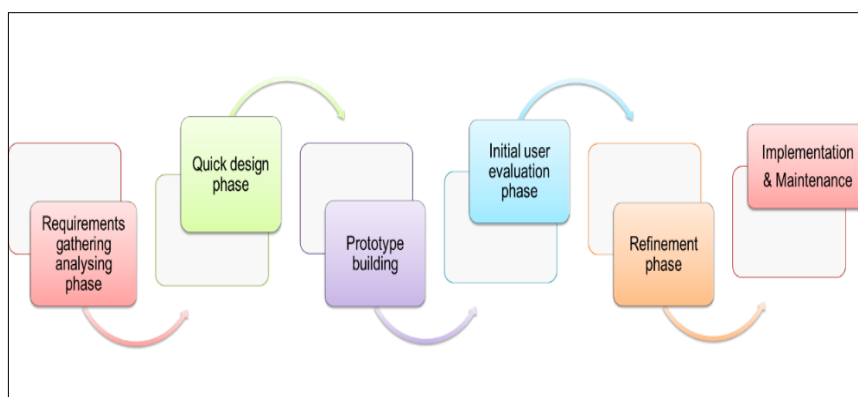 Requirements
gathering
analysing
phase
Quick design
phase
Prototype
building
Initial user
evaluation
phase
Refinement
phase
Implementation
& Maintenance